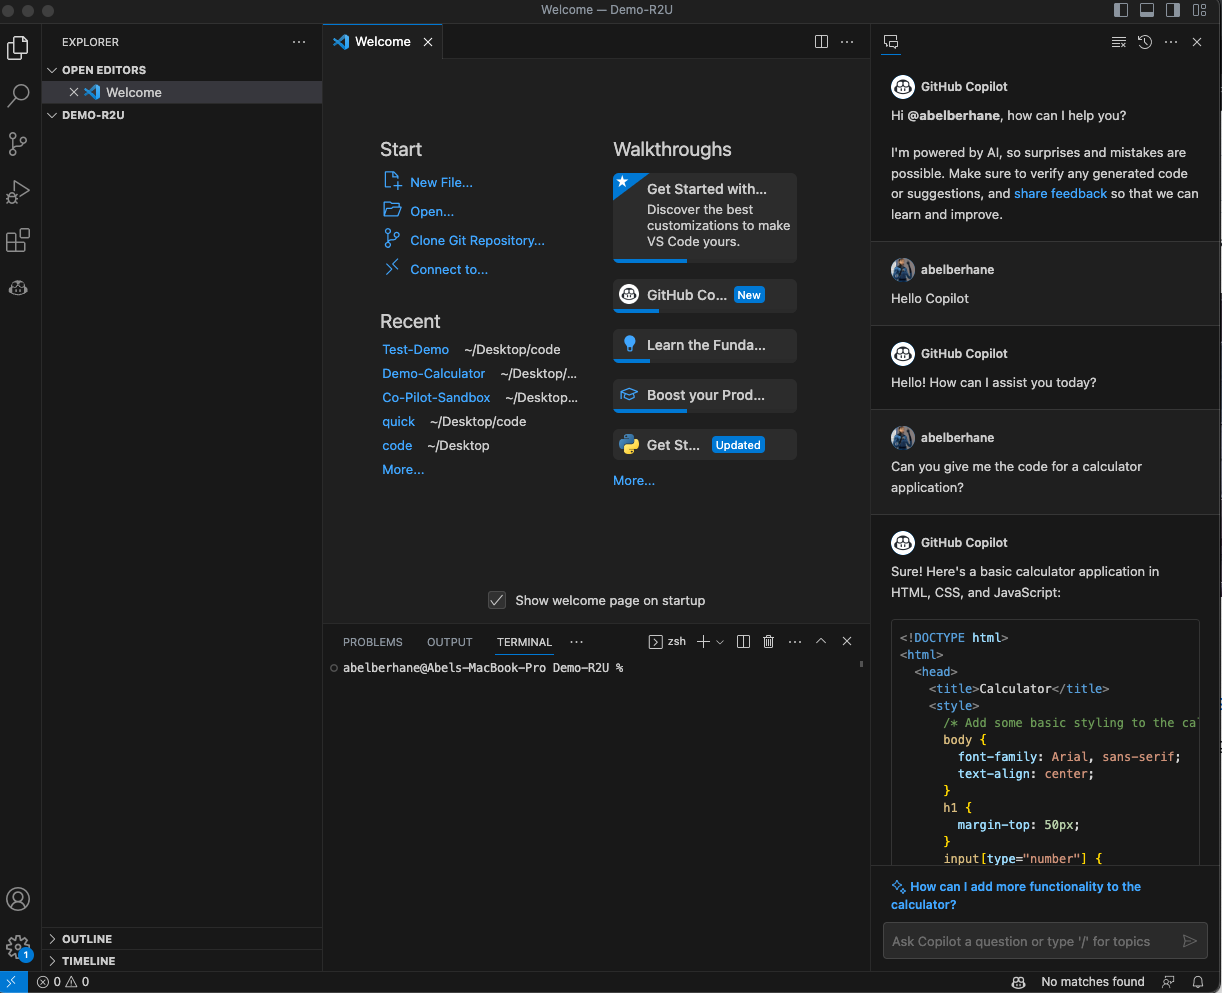 Welcome — Demo-R2U
EXPLORER
OPEN EDITORS
Welcome
DEMO-R2U
OUTLINE
TIMELINE
1
0 0
Welcome
Start
New File...
Open...
Clone Git Repository...
Connect to...
Recent
Test-Demo ~/Desktop/code
Demo-Calculator ~/Desktop/...
Co-Pilot-Sandbox ~/Desktop...
quick ~/Desktop/code
code ~/Desktop
More...
Walkthroughs
Get Started with...
Discover the best
customizations to make
VS Code yours.
GitHub Co... New
Learn the Funda...
Boost your Prod...
Get St... Updated
More...
Show welcome page on startup
PROBLEMS OUTPUT TERMINAL ··· zsh
abelberhane@Abels-MacBook-Pro Demo-R2U %
GitHub Copilot
Hi @abelberhane, how can I help you?
I'm powered by AI, so surprises and mistakes are
possible. Make sure to verify any generated code
or suggestions, and share feedback so that we can
learn and improve.
abelberhane
Hello Copilot
GitHub Copilot
Hello! How can I assist you today?
abelberhane
Can you give me the code for a calculator
application?
GitHub Copilot
Sure! Here's a basic calculator application in
HTML, CSS, and JavaScript:
<!DOCTYPE html>
<html>
<head>
<title>Calculator</title>
<style>
/* Add some basic styling to the cal
body {
font-family: Arial, sans-serif;
text-align: center;
}
h1 {
margin-top: 50px;
}
input[type="number"] {
How can I add more functionality to the
calculator?
Ask Copilot a question or type '/' for topics
No matches found